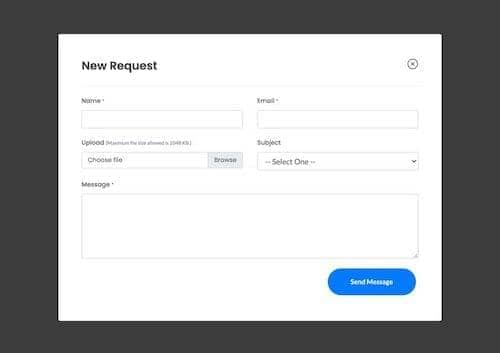 New Request
Name *
Email *
Upload (Maximum file size allowed is 2048 KB.)
Subject
Choose file
Browse
-- Select One --
Message *
Send Message